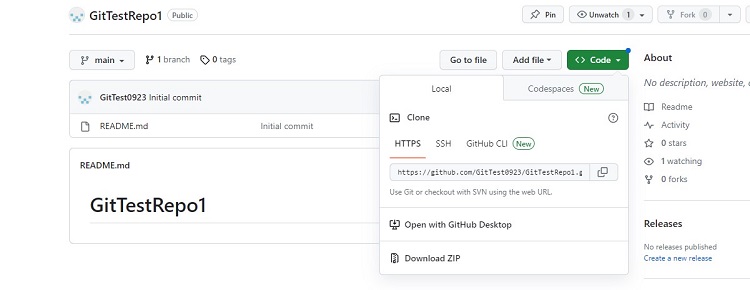 GitTestRepo1 Public
Pin Unwatch 1 Fork 0
main 1 branch 0 tags
Go to file Add file Code
GitTest0923 Initial commit
README.md Initial commit
README.md
GitTestRepo1
Local Codespaces New
Clone
HTTPS SSH GitHub CLI New
https://github.com/GitTest0923/GitTestRepo1.g
Use Git or checkout with SVN using the web URL.
Open with GitHub Desktop
Download ZIP
About
No description, website,
Readme
Activity
0 stars
1 watching
0 forks
Releases
No releases published
Create a new release